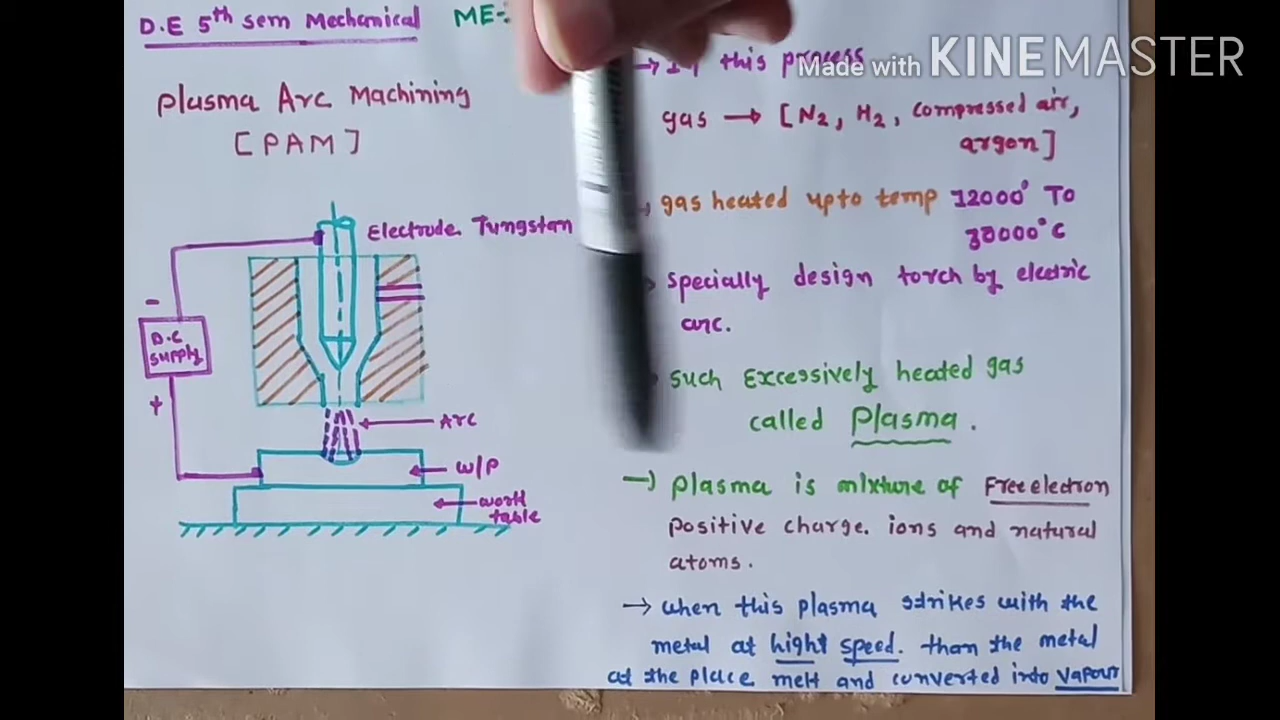 D.E 5th sem Mechanical ME-
Plasma Arc Machining
[PAM]
Electrode Tungstan
-
D.C
Supply
+
Arc
W/P
work
table
Made with KINEMASTER
→ In this process
gas → [N2, H2, compressed air,
argon]
gas heated upto temp 12000° To
30000°C
specially design torch by electric
arc.
such Excessively heated gas
called Plasma.
→ plasma is mixture of Free electron
positive charge. ions and natural
atoms.
→ when this plasma strikes with the
metal at hight speed. than the metal
at the place melt and converted into vapour